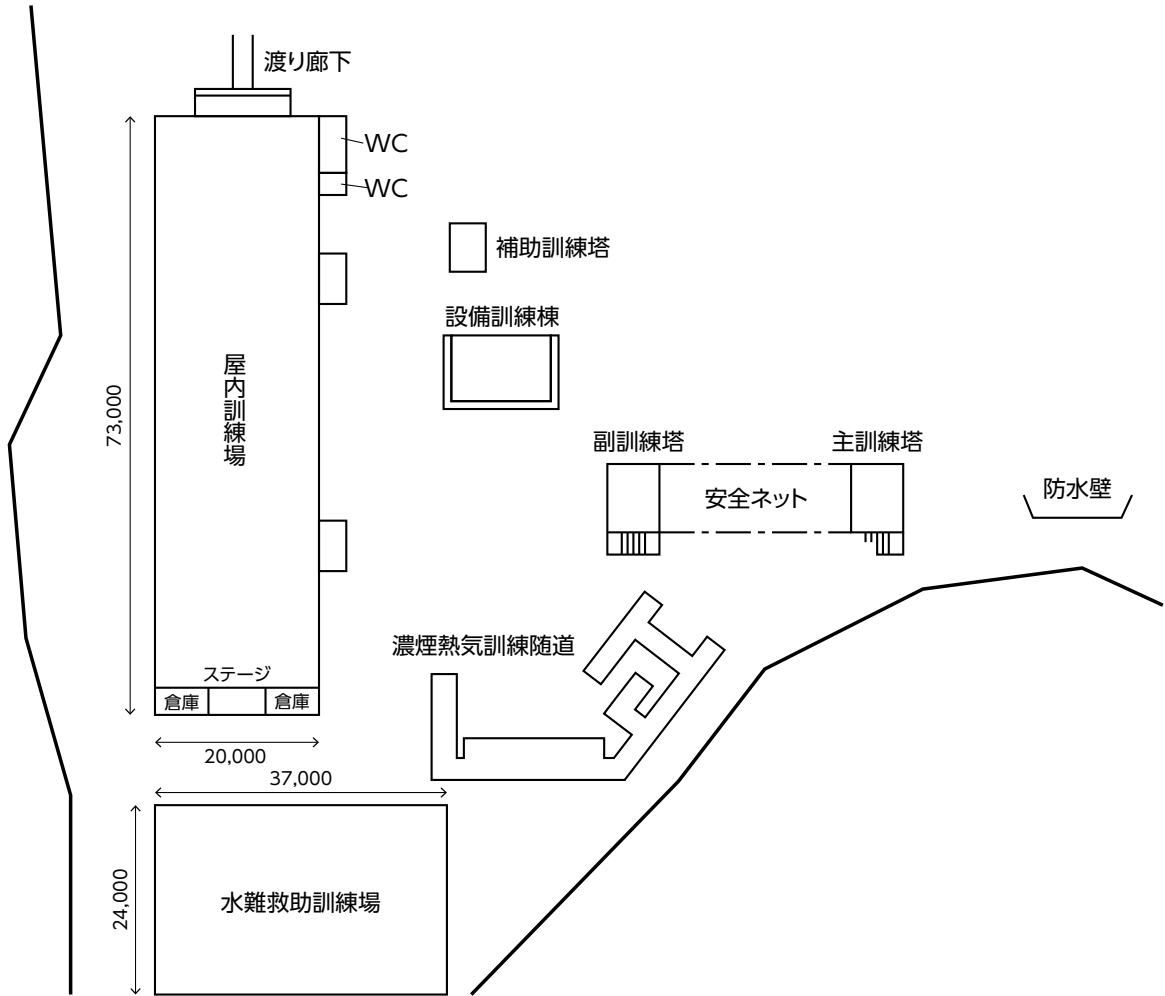 渡り廊下
WC
WC
補助訓練塔
設備訓練棟
屋内訓練場
73,000
副訓練塔
主訓練塔
安全ネット
防水壁
濃煙熱気訓練随道
ステージ
倉庫
倉庫
20,000
37,000
24,000
水難救助訓練場